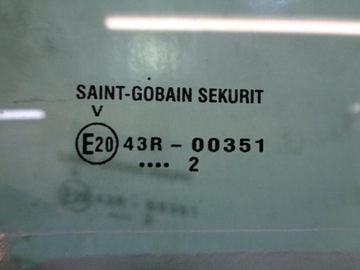 SAINT-GOBAIN SEKURIT
V
E20 43R - 00351
•••• 2